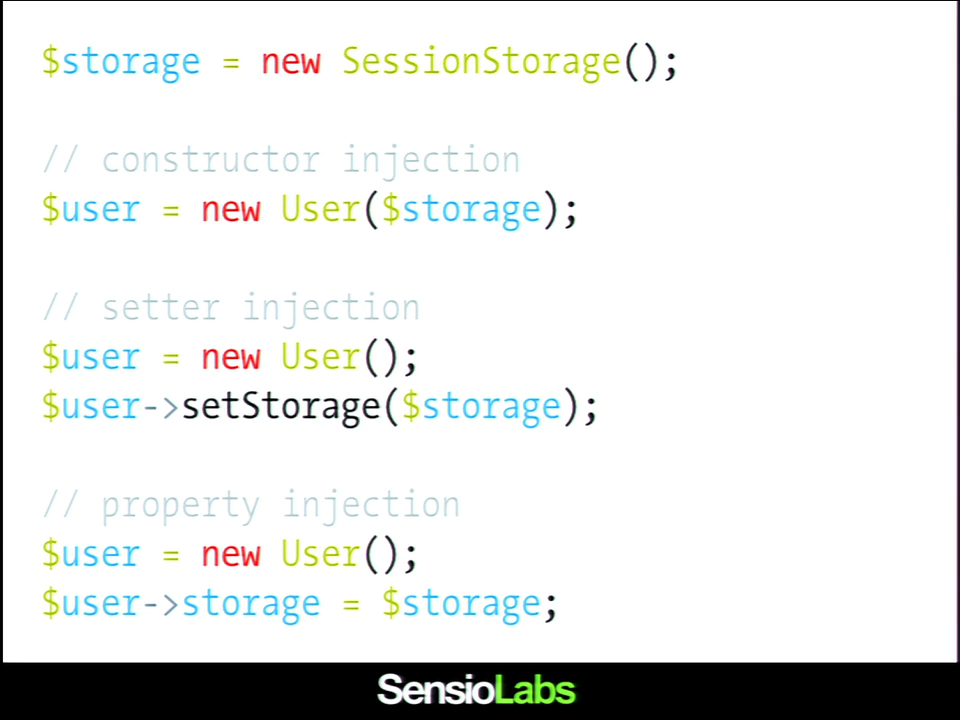 $storage = new SessionStorage();
// constructor injection
$user = new User($storage);
// setter injection
$user = new User();
$user->setStorage($storage);
// property injection
$user = new User();
$user->storage = $storage;
SensioLabs